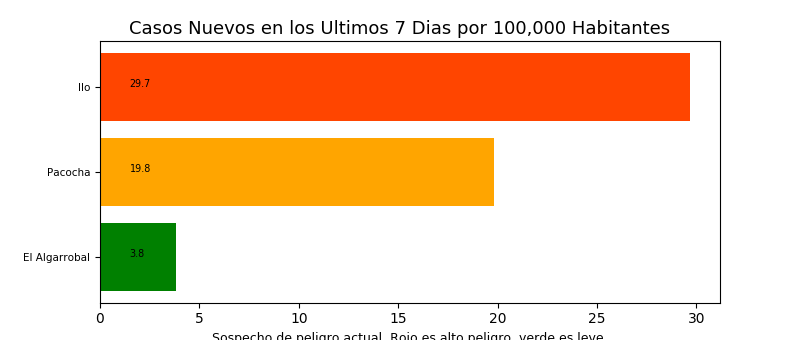 Casos Nuevos en los Ultimos 7 Dias por 100,000 Habitantes
Ilo
29.7
Pacocha
19.8
El Algarrobal
3.8
0 5 10 15 20 25 30
Sospecho de peligro actual. Rojo es alto peligro, verde es leve